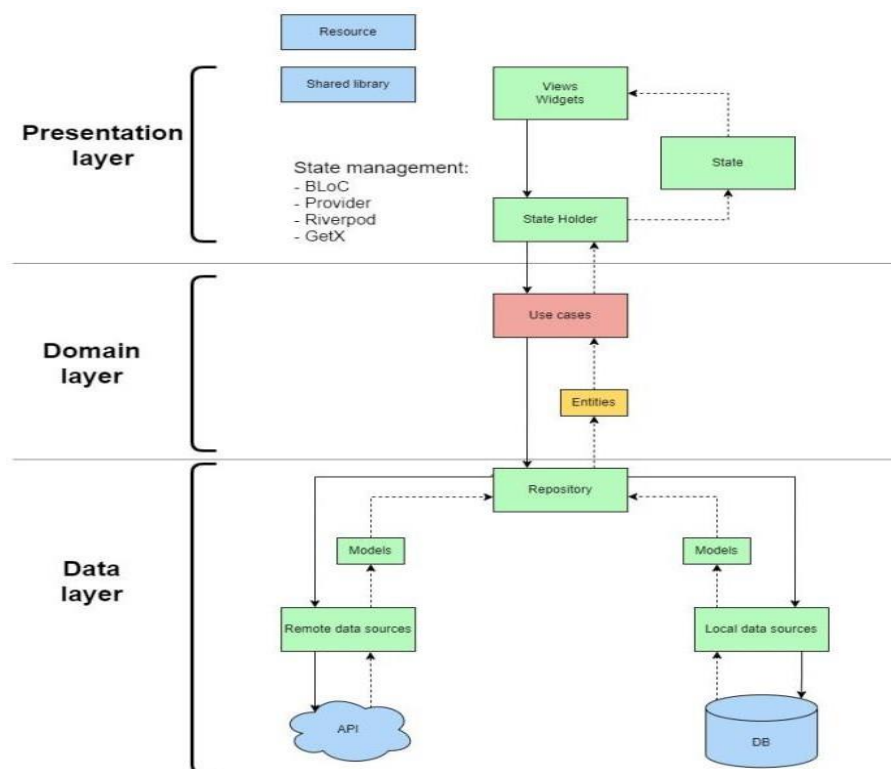 Resource
Shared library
Presentation
layer
State management:
- BLoC
- Provider
- Riverpod
- GetX
Views
Widgets
State
State Holder
Domain
layer
Use cases
Entities
Data
layer
Repository
Models
Models
Remote data sources
Local data sources
API
DB